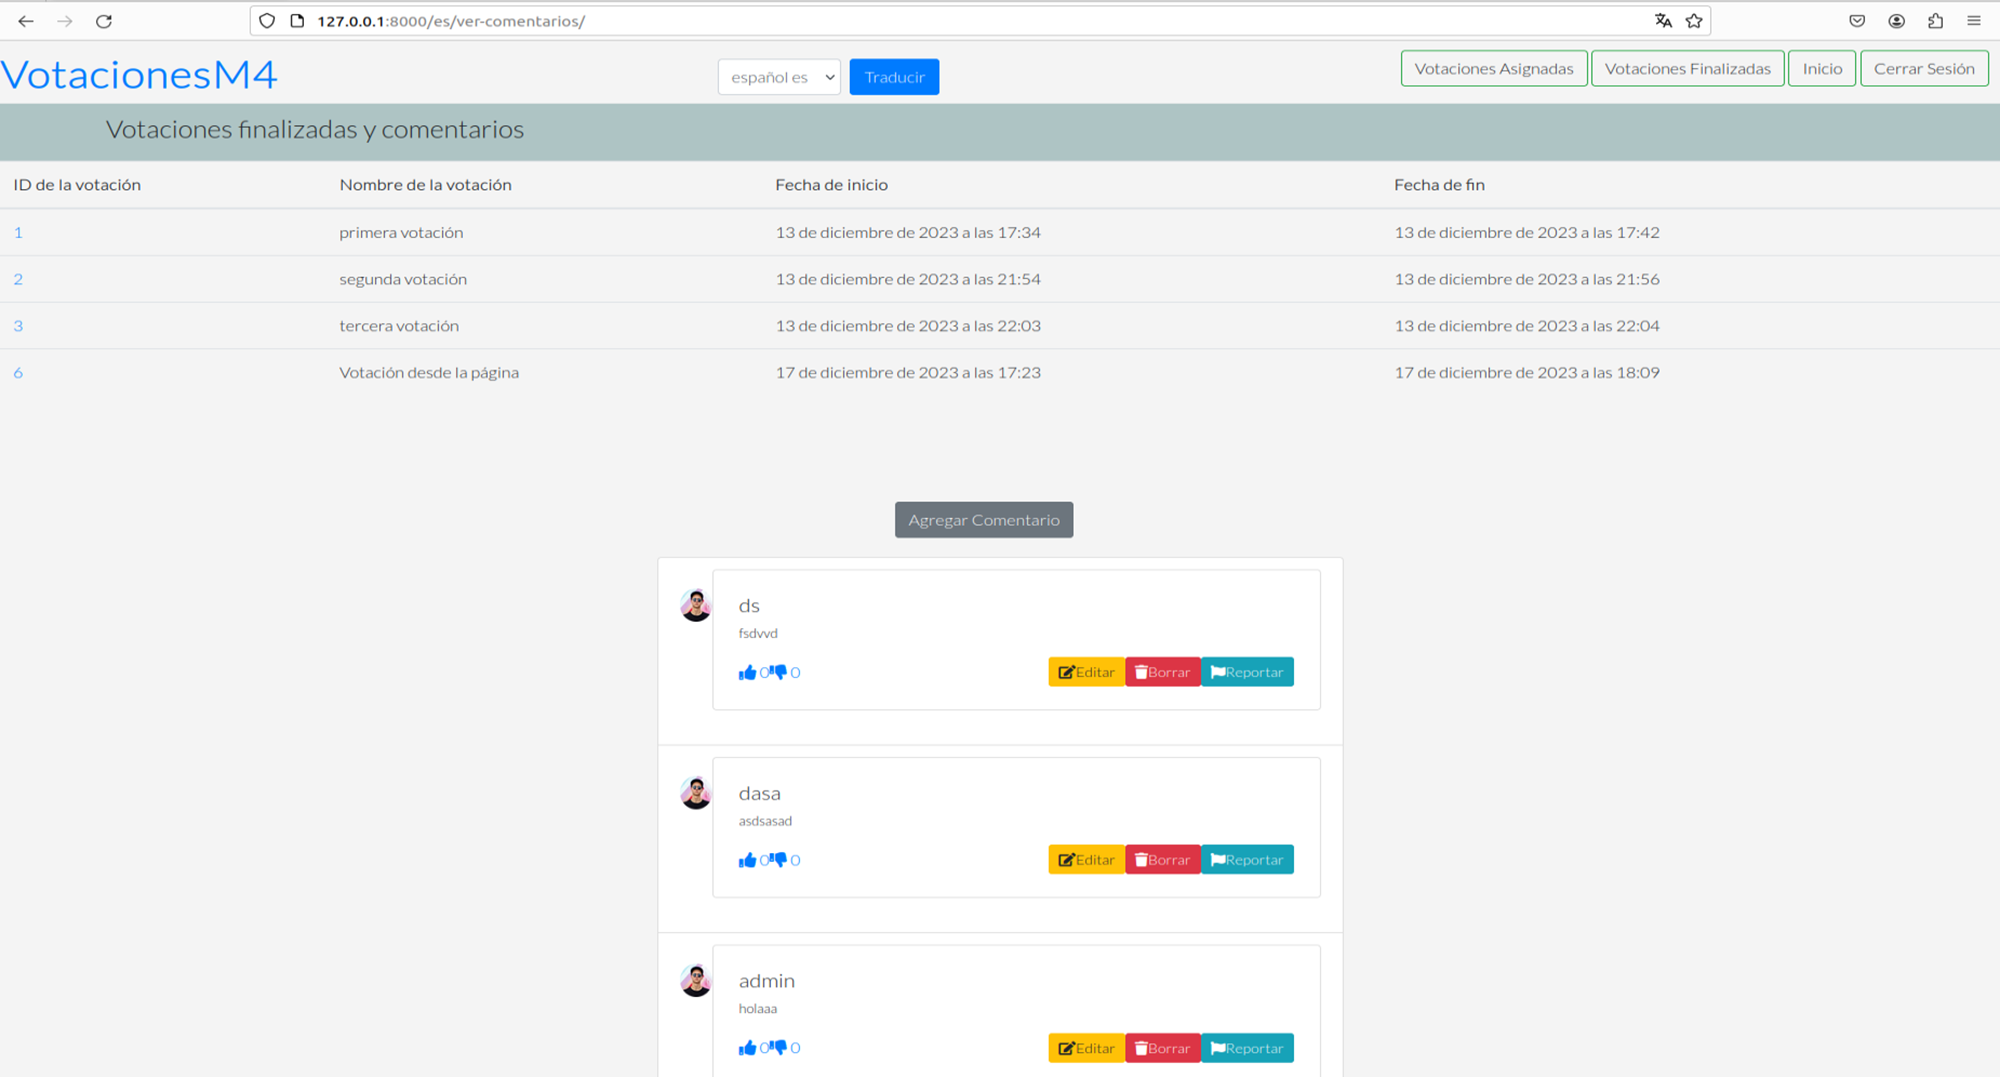 127.0.0.1:8000/es/ver-comentarios/
VotacionesM4 español es Traducir Votaciones Asignadas Votaciones Finalizadas Inicio Cerrar Sesión
Votaciones finalizadas y comentarios
ID de la votación Nombre de la votación Fecha de inicio Fecha de fin
1 primera votación 13 de diciembre de 2023 a las 17:34 13 de diciembre de 2023 a las 17:42
2 segunda votación 13 de diciembre de 2023 a las 21:54 13 de diciembre de 2023 a las 21:56
3 tercera votación 13 de diciembre de 2023 a las 22:03 13 de diciembre de 2023 a las 22:04
6 Votación desde la página 17 de diciembre de 2023 a las 17:23 17 de diciembre de 2023 a las 18:09
Agregar Comentario
ds
fsdvvd
0 0 Editar Borrar Reportar
dasa
asdsasad
0 0 Editar Borrar Reportar
admin
holaaa
0 0 Editar Borrar Reportar